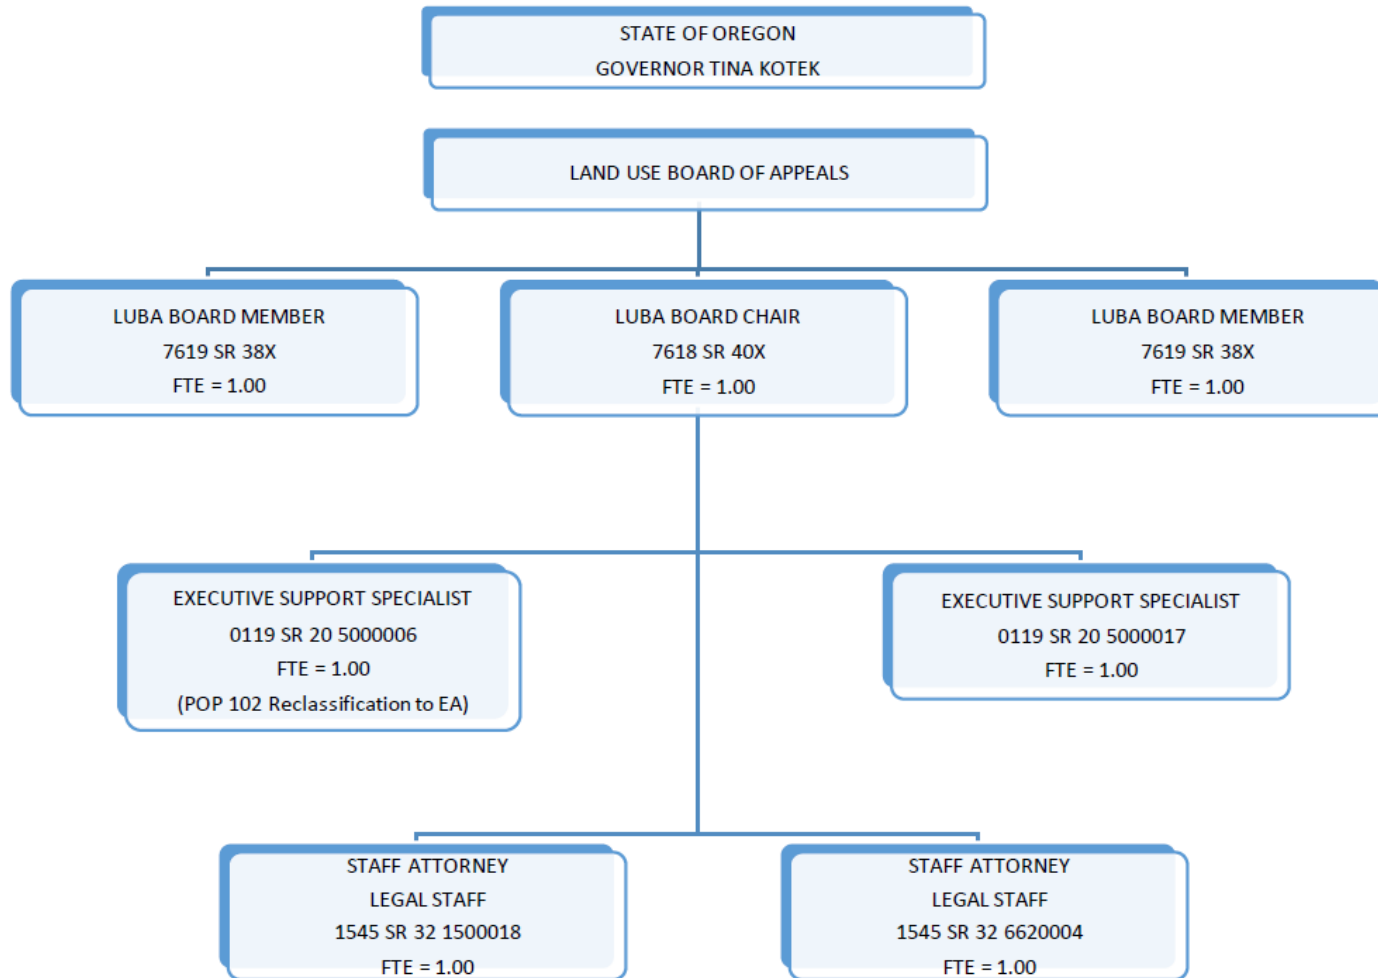 STATE OF OREGON
GOVERNOR TINA KOTEK
LAND USE BOARD OF APPEALS
LUBA BOARD MEMBER
7619 SR 38X
FTE = 1.00
LUBA BOARD CHAIR
7618 SR 40X
FTE = 1.00
LUBA BOARD MEMBER
7619 SR 38X
FTE = 1.00
EXECUTIVE SUPPORT SPECIALIST
0119 SR 20 5000006
FTE = 1.00
(POP 102 Reclassification to EA)
EXECUTIVE SUPPORT SPECIALIST
0119 SR 20 5000017
FTE = 1.00
STAFF ATTORNEY
LEGAL STAFF
1545 SR 32 1500018
FTE = 1.00
STAFF ATTORNEY
LEGAL STAFF
1545 SR 32 6620004
FTE = 1.00